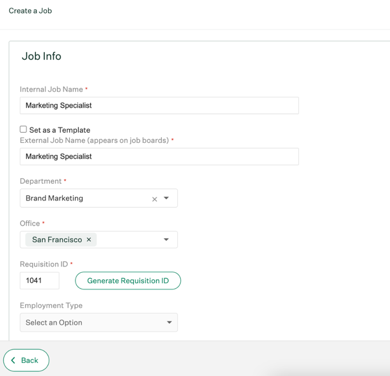 Create a Job
Job Info
Internal Job Name *
Marketing Specialist
Set as a Template
External Job Name (appears on job boards) *
Marketing Specialist
Department *
Brand Marketing
Office *
San Francisco
Requisition ID *
1041 Generate Requisition ID
Employment Type
Select an Option
Back